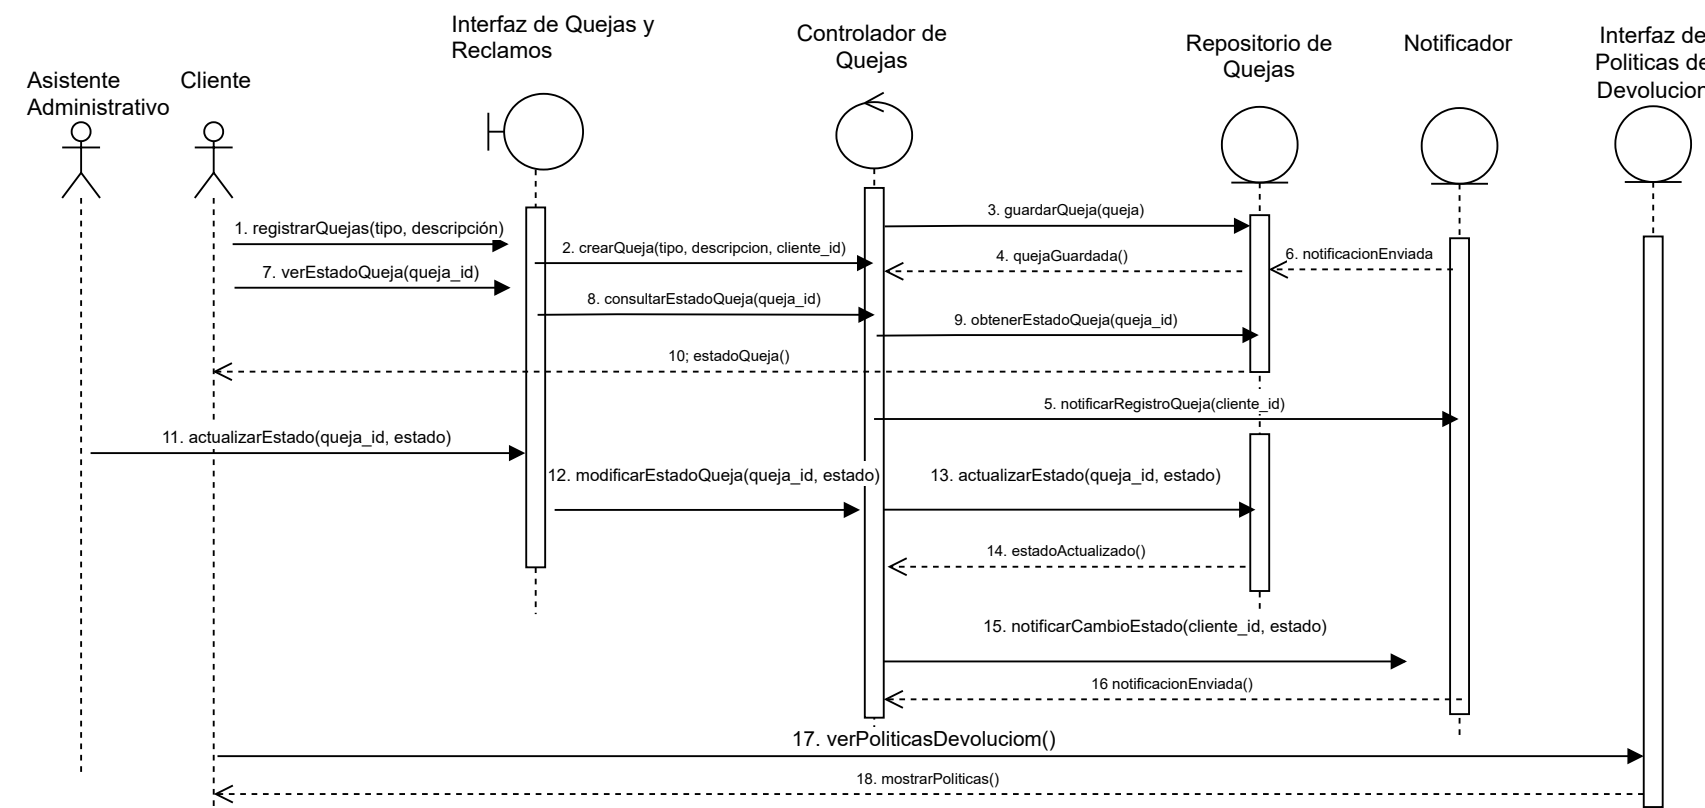 Interfaz de Quejas y
Reclamos
Controlador de
Quejas
Repositorio de
Quejas
Notificador
Interfaz de
Politicas de
Devolucion
Asistente
Administrativo
Cliente
1. registrarQuejas(tipo, descripción)
2. crearQueja(tipo, descripcion, cliente_id)
3. guardarQueja(queja)
4. quejaGuardada()
6. notificacionEnviada
7. verEstadoQueja(queja_id)
8. consultarEstadoQueja(queja_id)
9. obtenerEstadoQueja(queja_id)
10; estadoQueja()
5. notificarRegistroQueja(cliente_id)
11. actualizarEstado(queja_id, estado)
12. modificarEstadoQueja(queja_id, estado)
13. actualizarEstado(queja_id, estado)
14. estadoActualizado()
15. notificarCambioEstado(cliente_id, estado)
16 notificacionEnviada()
17. verPoliticasDevoluciom()
18. mostrarPoliticas()